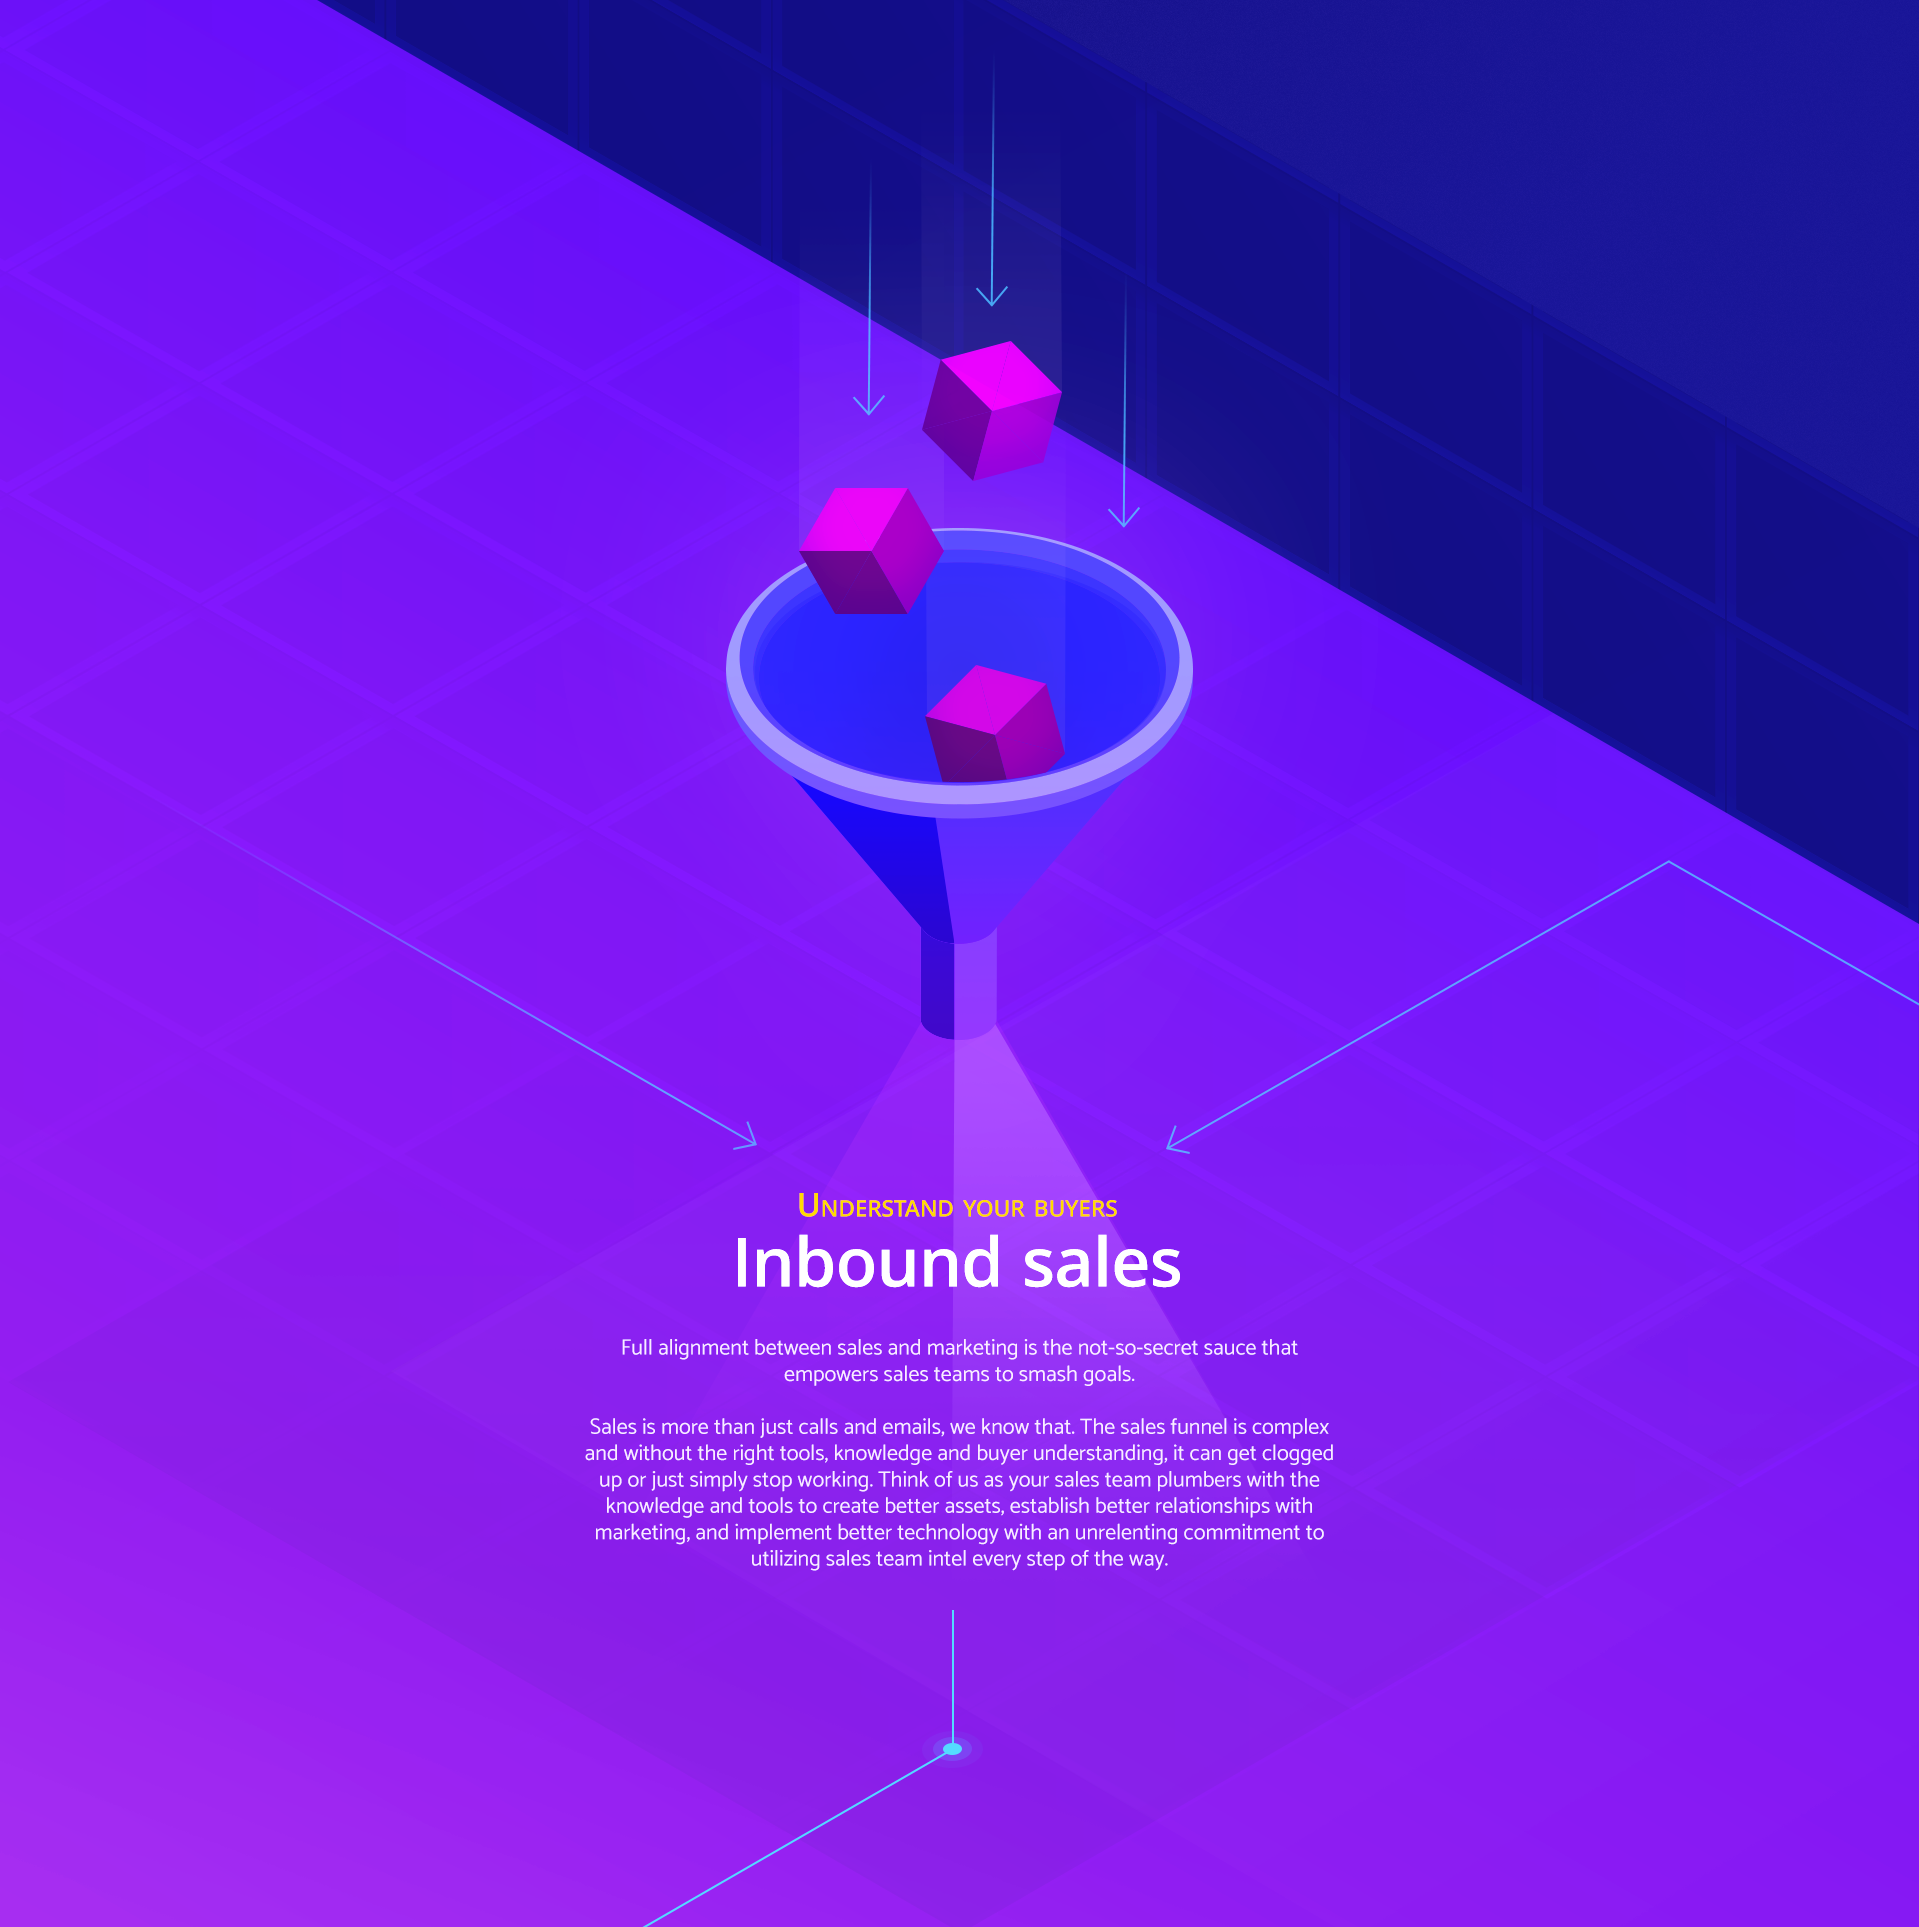 Understand your buyers
Inbound sales
Full alignment between sales and marketing is the not-so-secret sauce that
empowers sales teams to smash goals.
Sales is more than just calls and emails, we know that. The sales funnel is complex
and without the right tools, knowledge and buyer understanding, it can get clogged
up or just simply stop working. Think of us as your sales team plumbers with the
knowledge and tools to create better assets, establish better relationships with
marketing, and implement better technology with an unrelenting commitment to
utilizing sales team intel every step of the way.